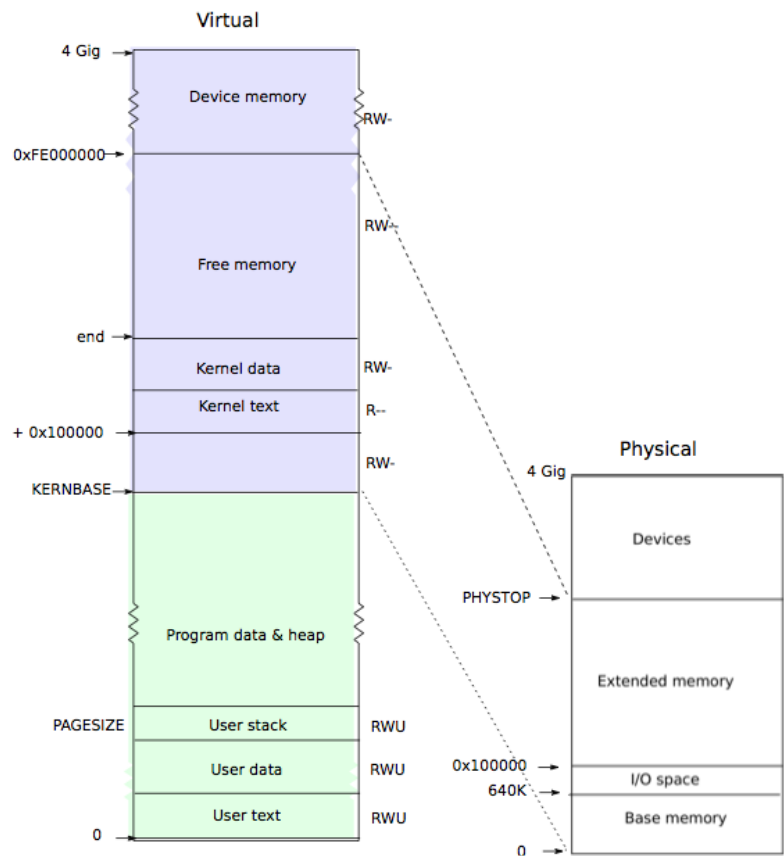 Virtual
4 Gig
Device memory
RW-
0xFE000000
RW--
Free memory
end
Kernel data
RW-
Kernel text
R--
+ 0x100000
RW-
KERNBASE
Program data & heap
PAGESIZE
User stack
RWU
User data
RWU
User text
RWU
0
Physical
4 Gig
Devices
PHYSTOP
Extended memory
0x100000
I/O space
640K
Base memory
0